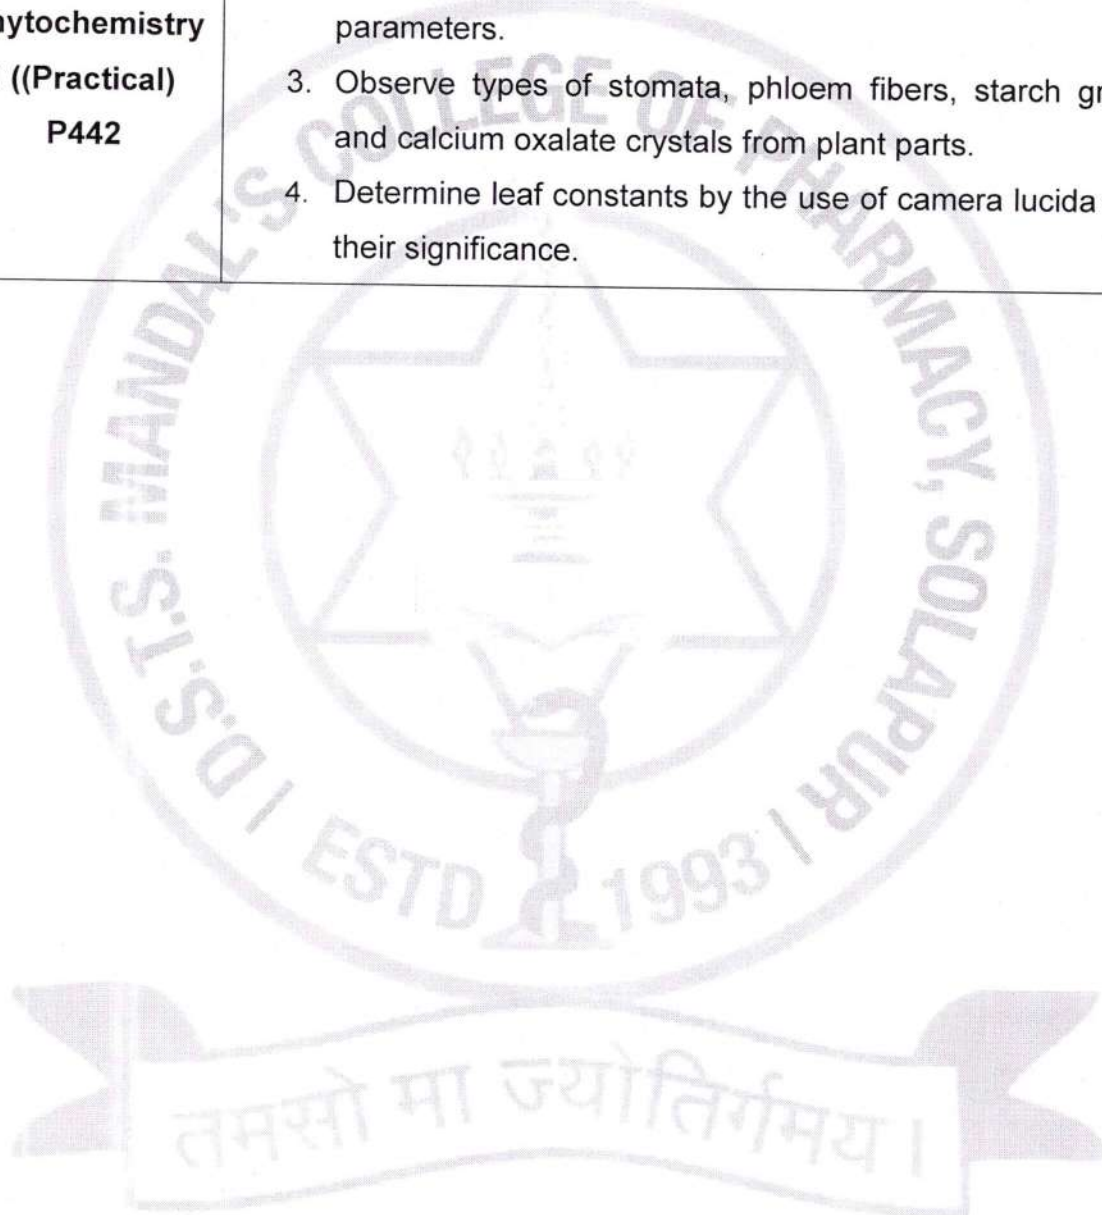 parameters.
((Practical)
P442
3. Observe types of stomata, phloem fibers, starch
and calcium oxalate crystals from plant parts.
4. Determine leaf constants by the use of camera lucida
their significance.
D.S.T.S. MANDAL'S COLLEGE OF PHARMACY, SOLAPUR |
ESTD 1993 |
तमसो मा ज्योतिर्गमय।